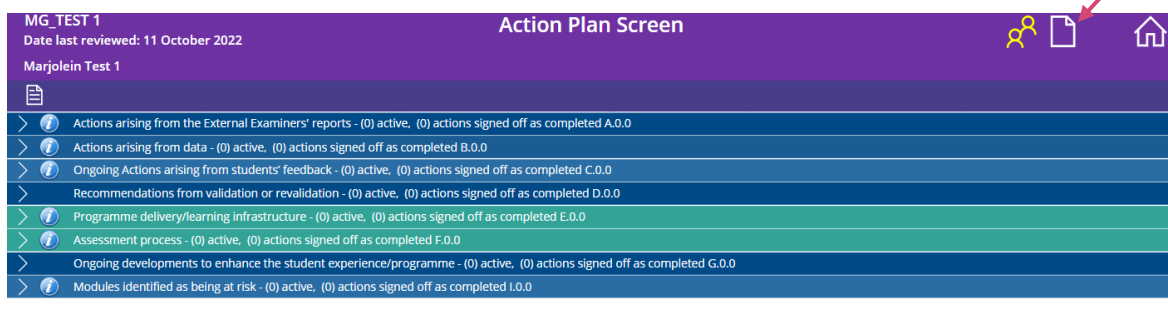 MG_TEST 1
Action Plan Screen
Date last reviewed: 11 October 2022
Marjolein Test 1
Actions arising from the External Examiners' reports - (0) active, (0) actions signed off as completed A.0.0
Actions arising from data - (0) active, (0) actions signed off as completed B.0.0
Ongoing Actions arising from students' feedback - (0) active, (0) actions signed off as completed C.0.0
Recommendations from validation or revalidation - (0) active, (0) actions signed off as completed D.0.0
Programme delivery/learning infrastructure - (0) active, (0) actions signed off as completed E.0.0
Assessment process - (0) active, (0) actions signed off as completed F.0.0
Ongoing developments to enhance the student experience/programme - (0) active, (0) actions signed off as completed G.0.0
Modules identified as being at risk - (0) active, (0) actions signed off as completed I.0.0